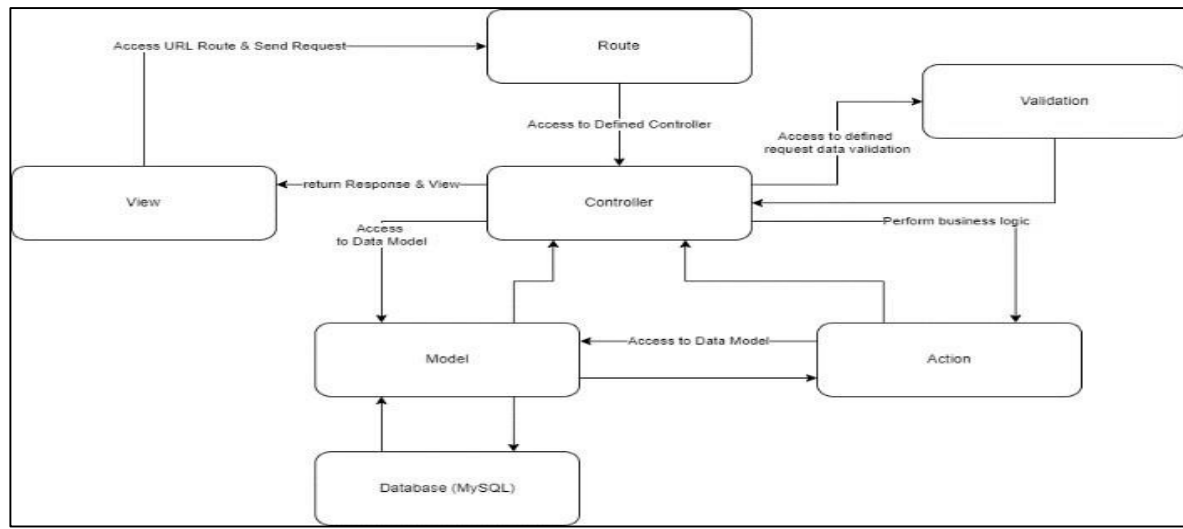 Access URL Route & Send Request
Route
Validation
Access to Defined Controller
Access to defined
request data validation
View
return Response & View
Controller
Access
to Data Model
Perform business logic
Model
Access to Data Model
Action
Database (MySQL)